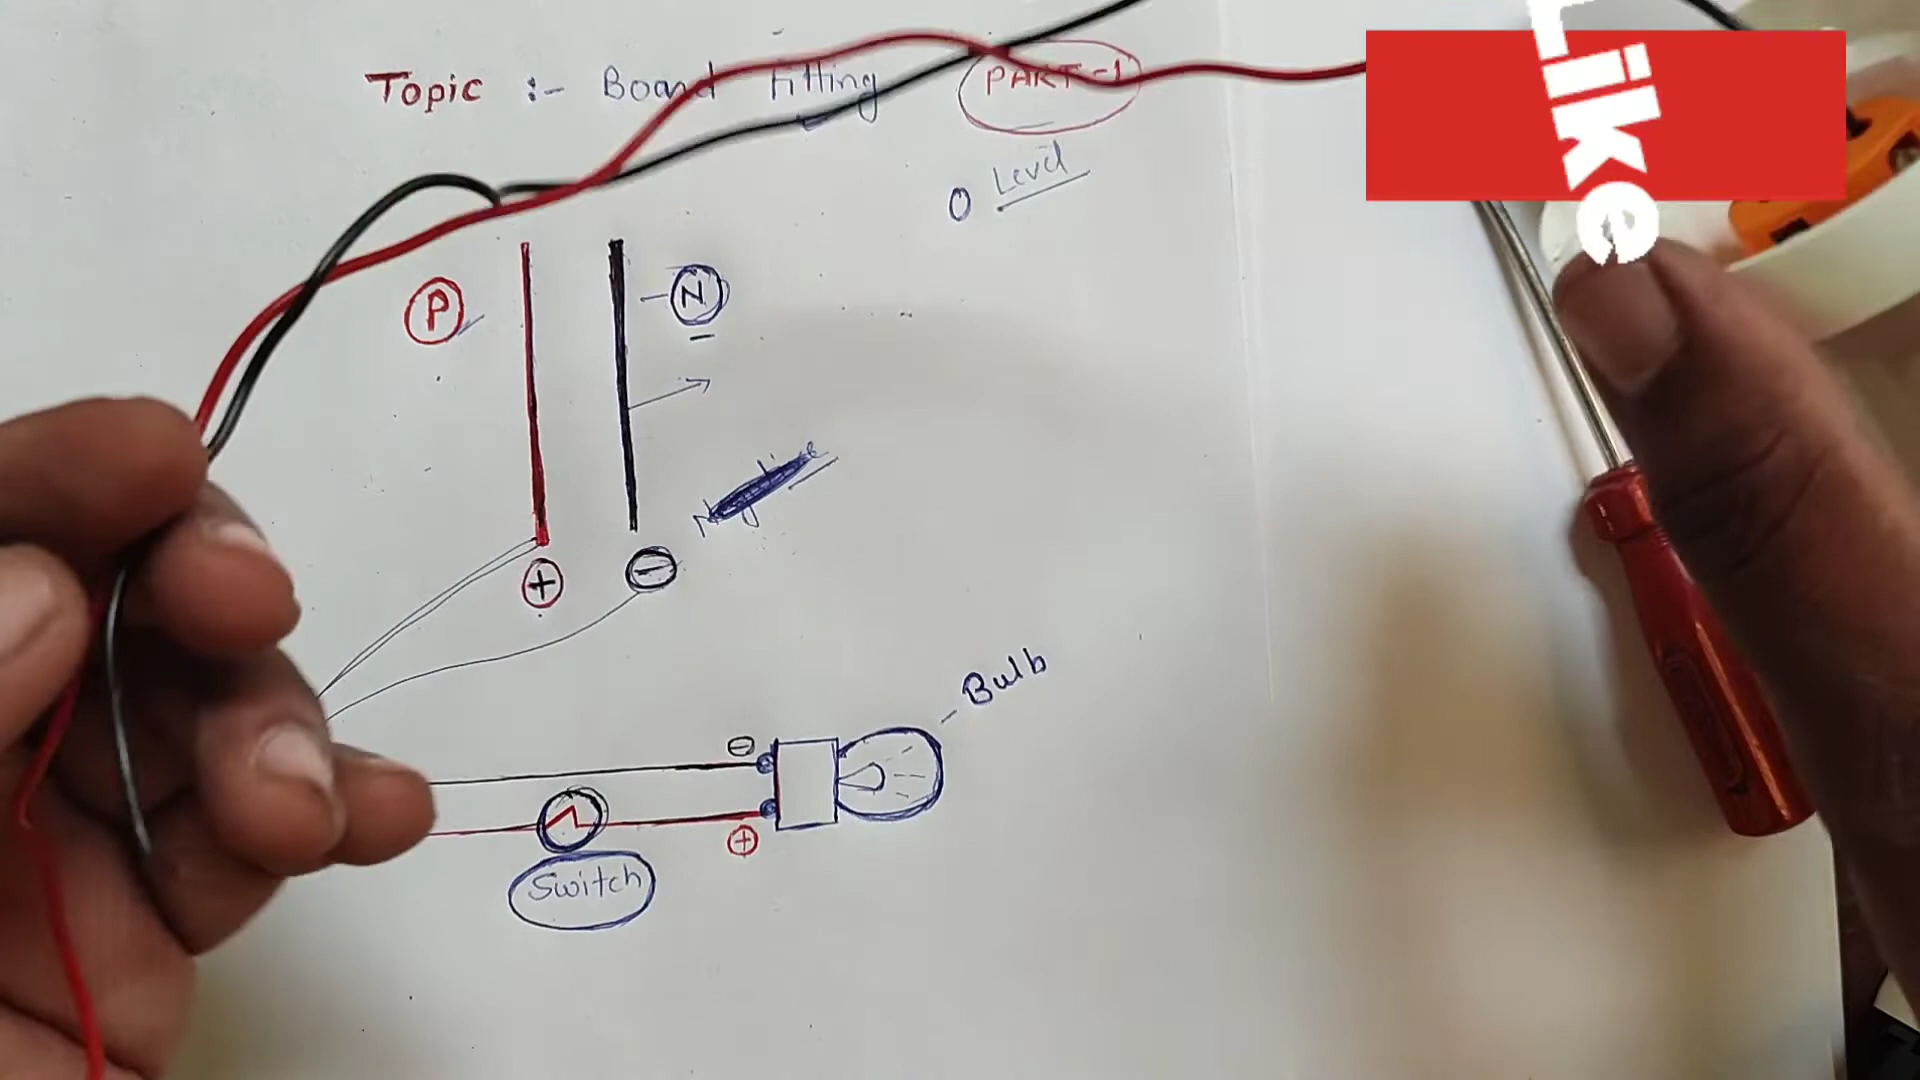 Topic :- Board Fitting PART-1
Like
0 Level
P
N
-
+
-
Bulb
-
+
Switch